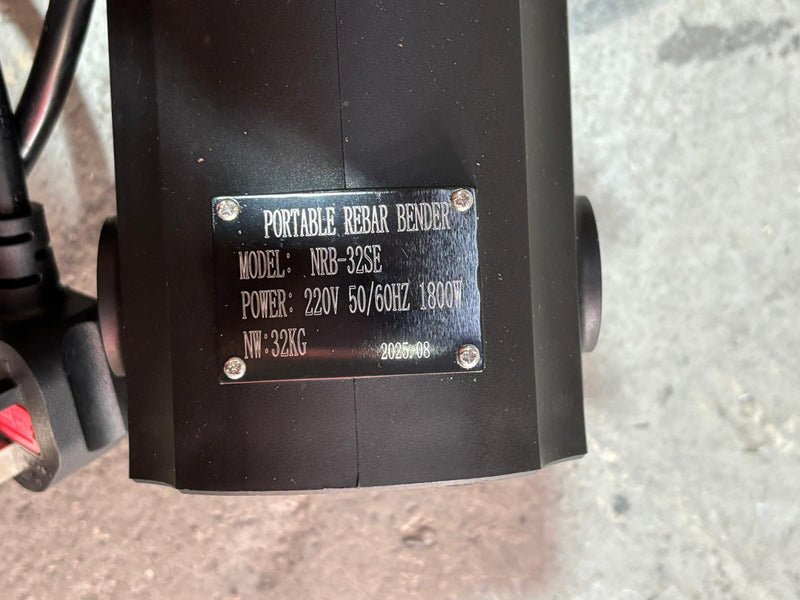 PORTABLE REBAR BENDER
MODEL: NRB-32SE
POWER: 220V 50/60HZ 1800W
NW:32KG 2025.08